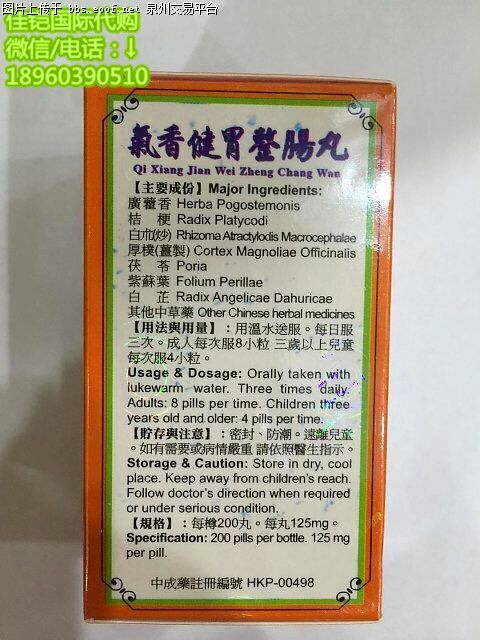 图片上传于 bbs.epof.net 泉州交易平台
佳铠国际代购
微信/电话：↓
18960390510
氣香健胃整腸丸
Qi Xiang Jian Wei Zheng Chang Wan
【主要成份】Major Ingredients:
廣藿香 Herba Pogostemonis
桔 梗 Radix Platycodi
白朮(炒) Rhizoma Atractylodis Macrocephalae
厚樸(薑製) Cortex Magnoliae Officinalis
茯 苓 Poria
紫蘇葉 Folium Perillae
白 芷 Radix Angelicae Dahuricae
其他中草藥 Other Chinese herbal medicines
【用法與用量】：用溫水送服。每日服
三次。成人每次服8小粒 三歲以上兒童
每次服4小粒。
Usage & Dosage: Orally taken with
lukewarm water. Three times daily.
Adults: 8 pills per time. Children three
years old and older: 4 pills per time.
【貯存與注意】：密封、防潮。遠離兒童
。如有需要或病情嚴重 請依照醫生指示。
Storage & Caution: Store in dry, cool
place. Keep away from children's reach.
Follow doctor's direction when required
or under serious condition.
【規格】：每樽200丸。每丸125mg。
Specification: 200 pills per bottle. 125 mg
per pill.
中成藥註冊編號 HKP-00498